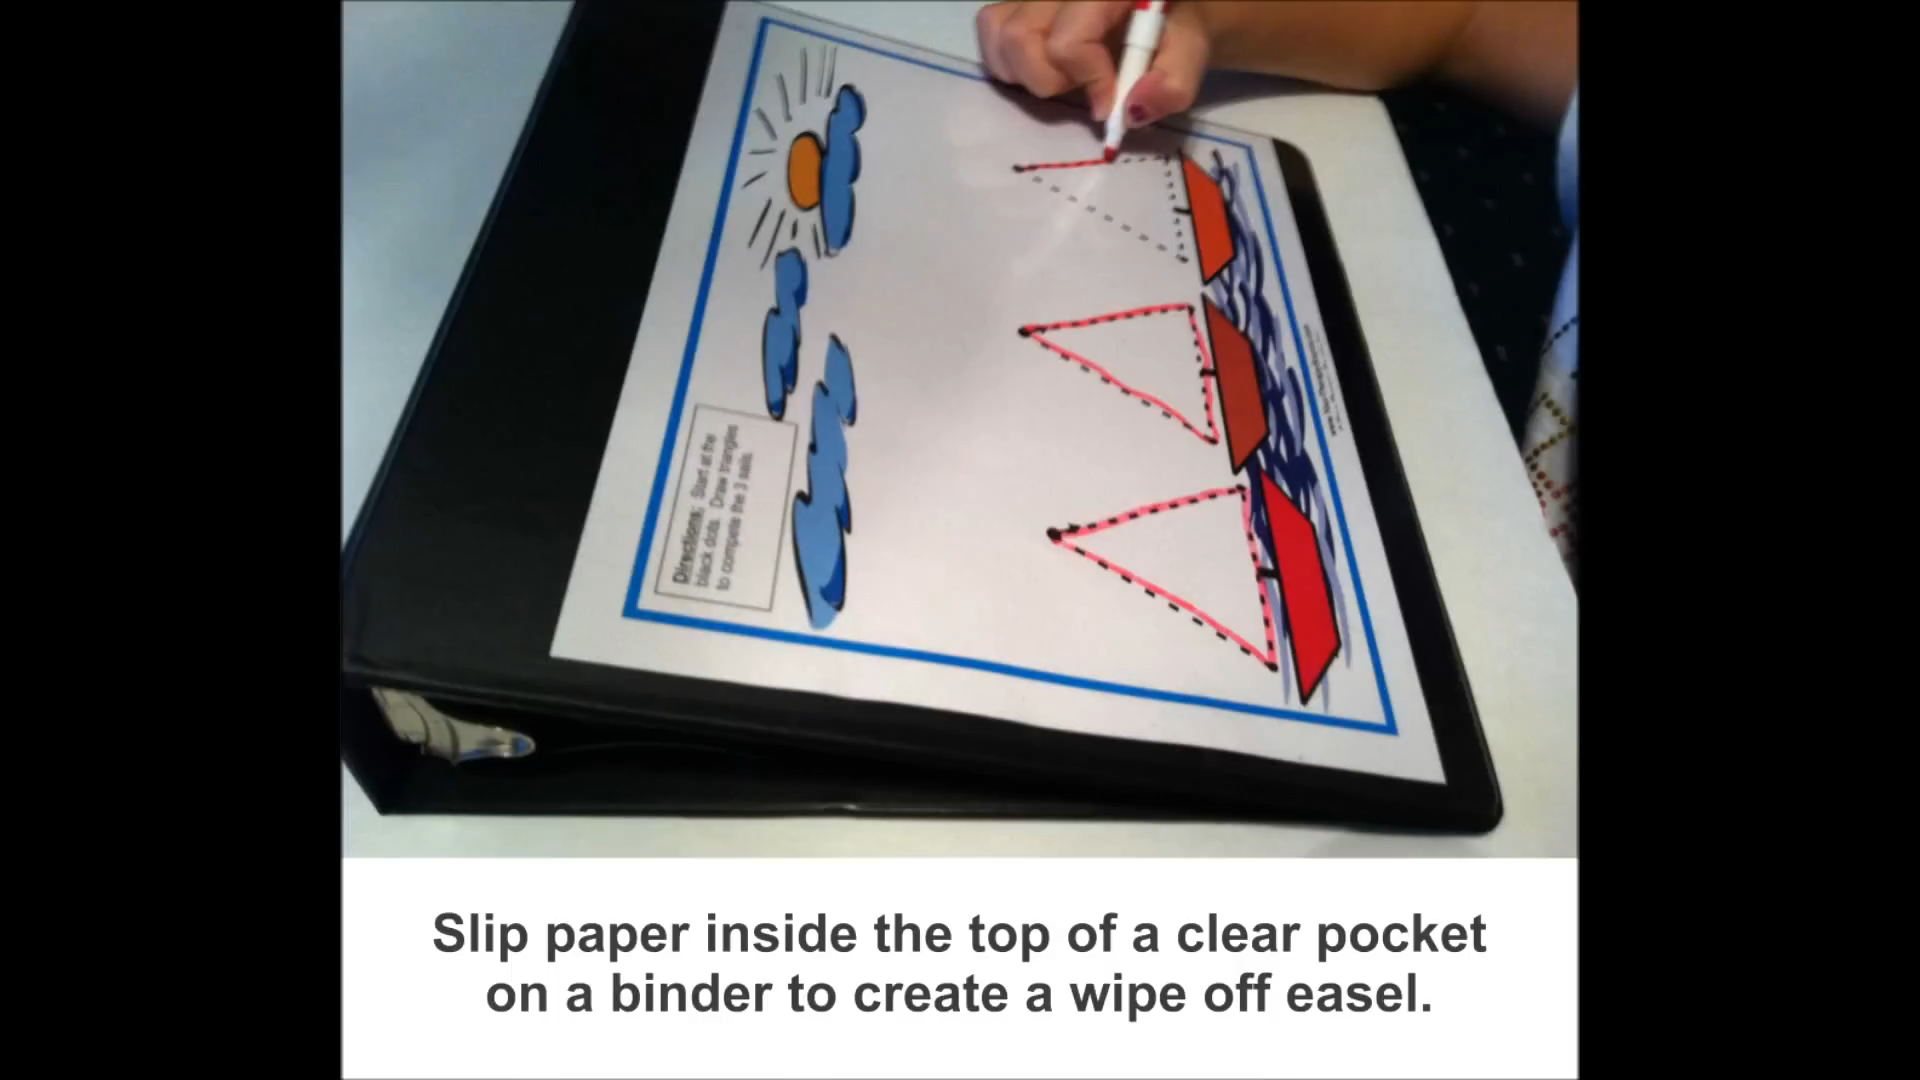 Directions: Start at the
black dots. Draw triangles
to complete the 3 sails.
Slip paper inside the top of a clear pocket
on a binder to create a wipe off easel.